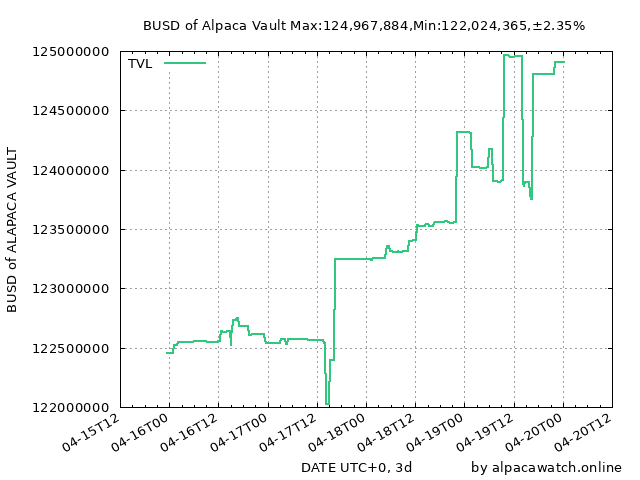 BUSD of Alpaca Vault Max:124,967,884,Min:122,024,365,±2.35%
TVL
125000000
124500000
124000000
123500000
123000000
122500000
122000000
BUSD of ALAPACA VAULT
04-15T12
04-16T00
04-16T12
04-17T00
04-17T12
04-18T00
04-18T12
04-19T00
04-19T12
04-20T00
04-20T12
DATE UTC+0, 3d
by alpacawatch.online